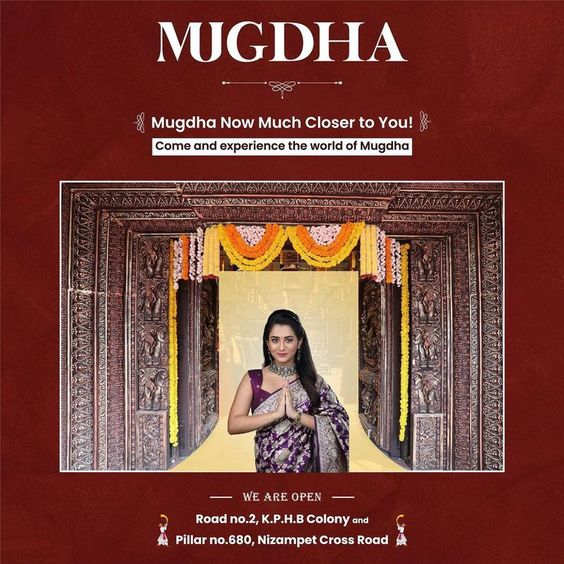 MUGDHA
Mugdha Now Much Closer to You!
Come and experience the world of Mugdha
WE ARE OPEN
Road no.2, K.P.H.B Colony and
Pillar no.680, Nizampet Cross Road